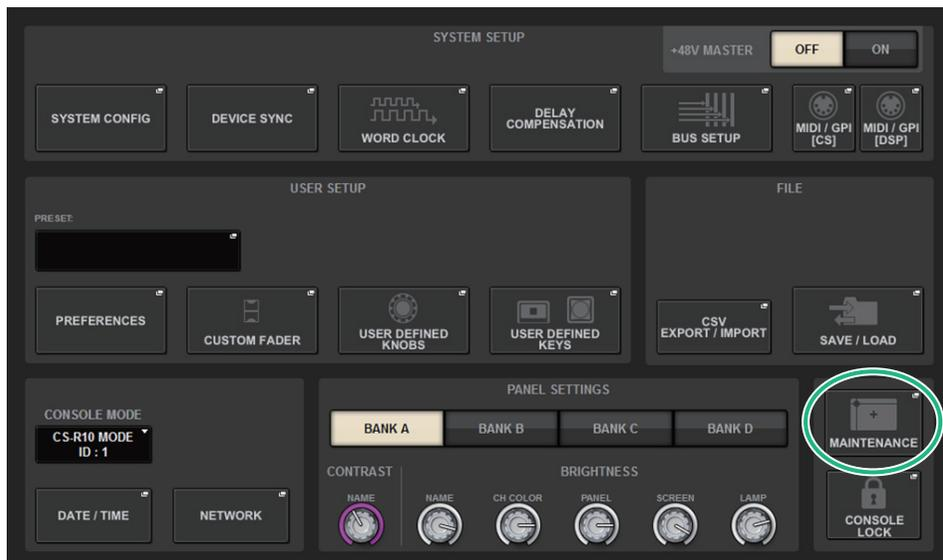 SYSTEM SETUP
+48V MASTER
OFF
ON
SYSTEM CONFIG
DEVICE SYNC
WORD CLOCK
DELAY
COMPENSATION
BUS SETUP
MIDI / GPI
[CS]
MIDI / GPI
[DSP]
USER SETUP
PRESET:
PREFERENCES
CUSTOM FADER
USER DEFINED
KNOBS
USER DEFINED
KEYS
FILE
CSV
EXPORT / IMPORT
SAVE / LOAD
CONSOLE MODE
CS-R10 MODE
ID : 1
DATE / TIME
NETWORK
PANEL SETTINGS
BANK A
BANK B
BANK C
BANK D
CONTRAST
BRIGHTNESS
NAME
NAME
CH COLOR
PANEL
SCREEN
LAMP
MAINTENANCE
CONSOLE
LOCK